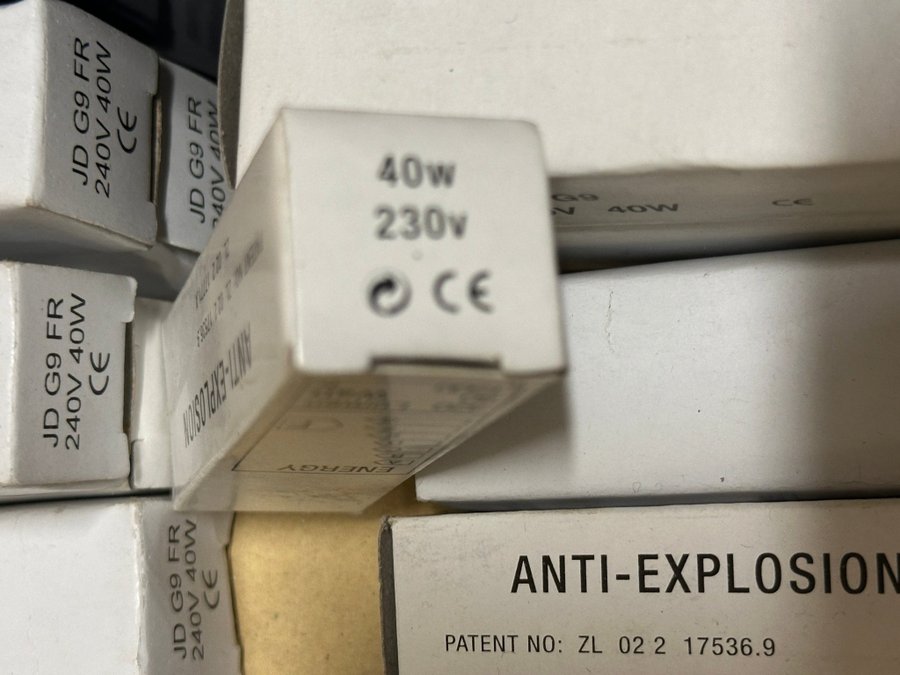 JD G9 FR
240V 40W
CE
JD G9 FR
240V 40W
40w
230v
CE
G9
V 40W
CE
ANTI-EXPLOSION
ENERGY
JD G9 FR
240V 40W
CE
JD G9 FR
240V 40W
CE
ANTI-EXPLOSION
PATENT NO: ZL 02 2 17536.9